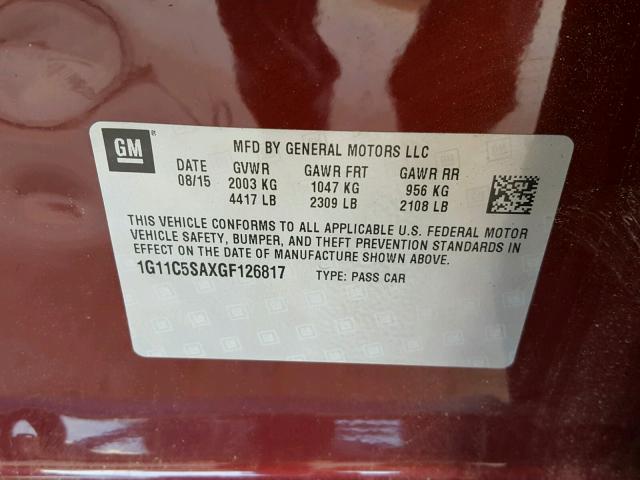 GM
MFD BY GENERAL MOTORS LLC
DATE GVWR GAWR FRT GAWR RR
08/15 2003 KG 1047 KG 956 KG
4417 LB 2309 LB 2108 LB
THIS VEHICLE CONFORMS TO ALL APPLICABLE U.S. FEDERAL MOTOR
VEHICLE SAFETY, BUMPER, AND THEFT PREVENTION STANDARDS IN
EFFECT ON THE DATE OF MANUFACTURE SHOWN ABOVE.
1G11C5SAXGF126817 TYPE: PASS CAR